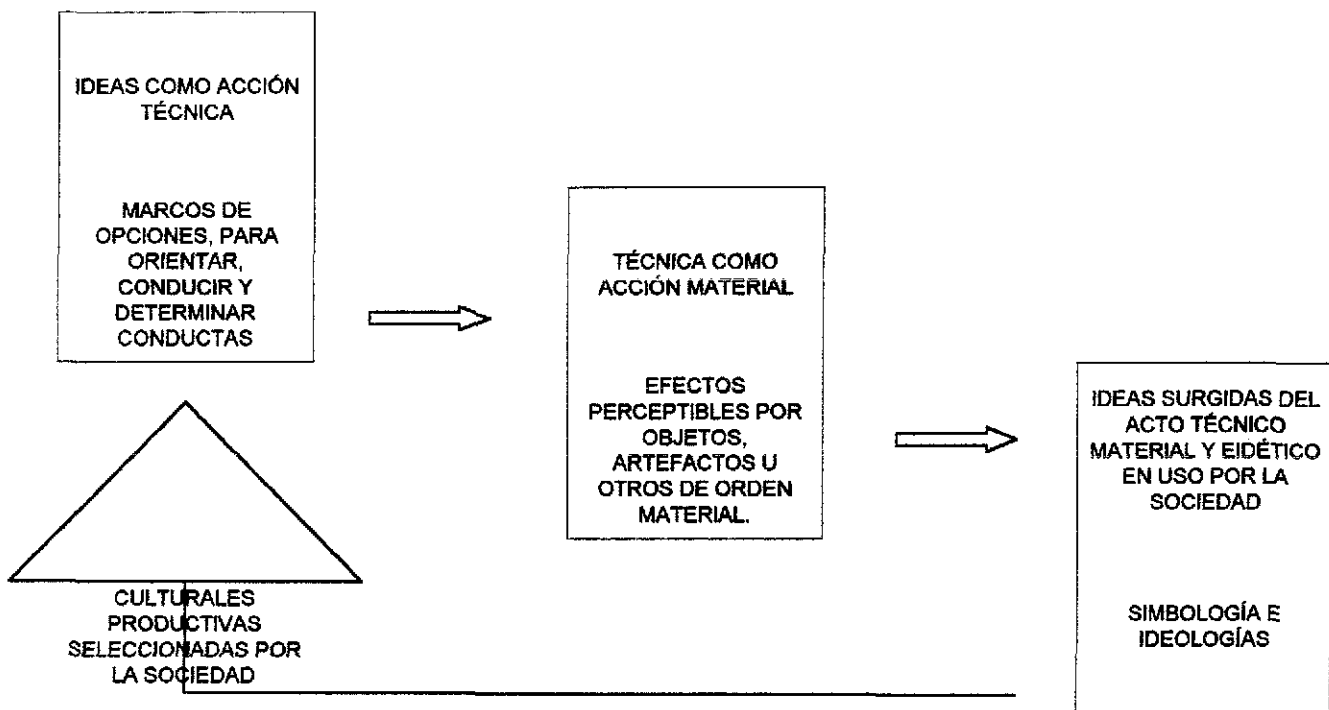 IDEAS COMO ACCIÓN
TÉCNICA
MARCOS DE
OPCIONES, PARA
ORIENTAR,
CONDUCIR Y
DETERMINAR
CONDUCTAS
TÉCNICA COMO
ACCIÓN MATERIAL
EFECTOS
PERCEPTIBLES POR
OBJETOS,
ARTEFACTOS U
OTROS DE ORDEN
MATERIAL.
IDEAS SURGIDAS DEL
ACTO TÉCNICO
MATERIAL Y EIDÉTICO
EN USO POR LA
SOCIEDAD
SIMBOLOGÍA E
IDEOLOGÍAS
CULTURALES
PRODUCTIVAS
SELECCIONADAS POR
LA SOCIEDAD